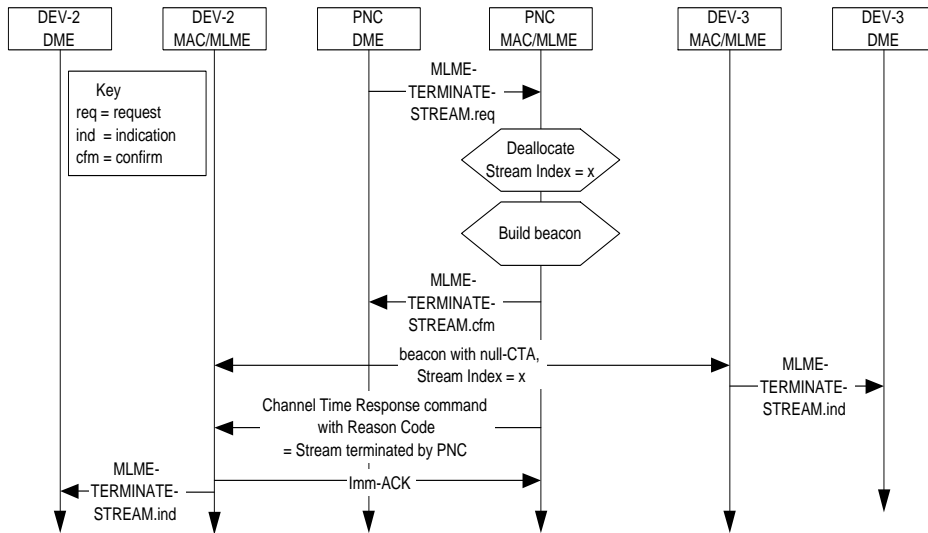 DEV-2
DME
DEV-2
MAC/MLME
PNC
DME
PNC
MAC/MLME
DEV-3
MAC/MLME
DEV-3
DME
Key
req = request
ind = indication
cfm = confirm
MLME-
TERMINATE-
STREAM.req
Deallocate
Stream Index = x
Build beacon
MLME-
TERMINATE-
STREAM.cfm
beacon with null-CTA,
Stream Index = x
MLME-
TERMINATE-
STREAM.ind
Channel Time Response command
with Reason Code
= Stream terminated by PNC
Imm-ACK
MLME-
TERMINATE-
STREAM.ind